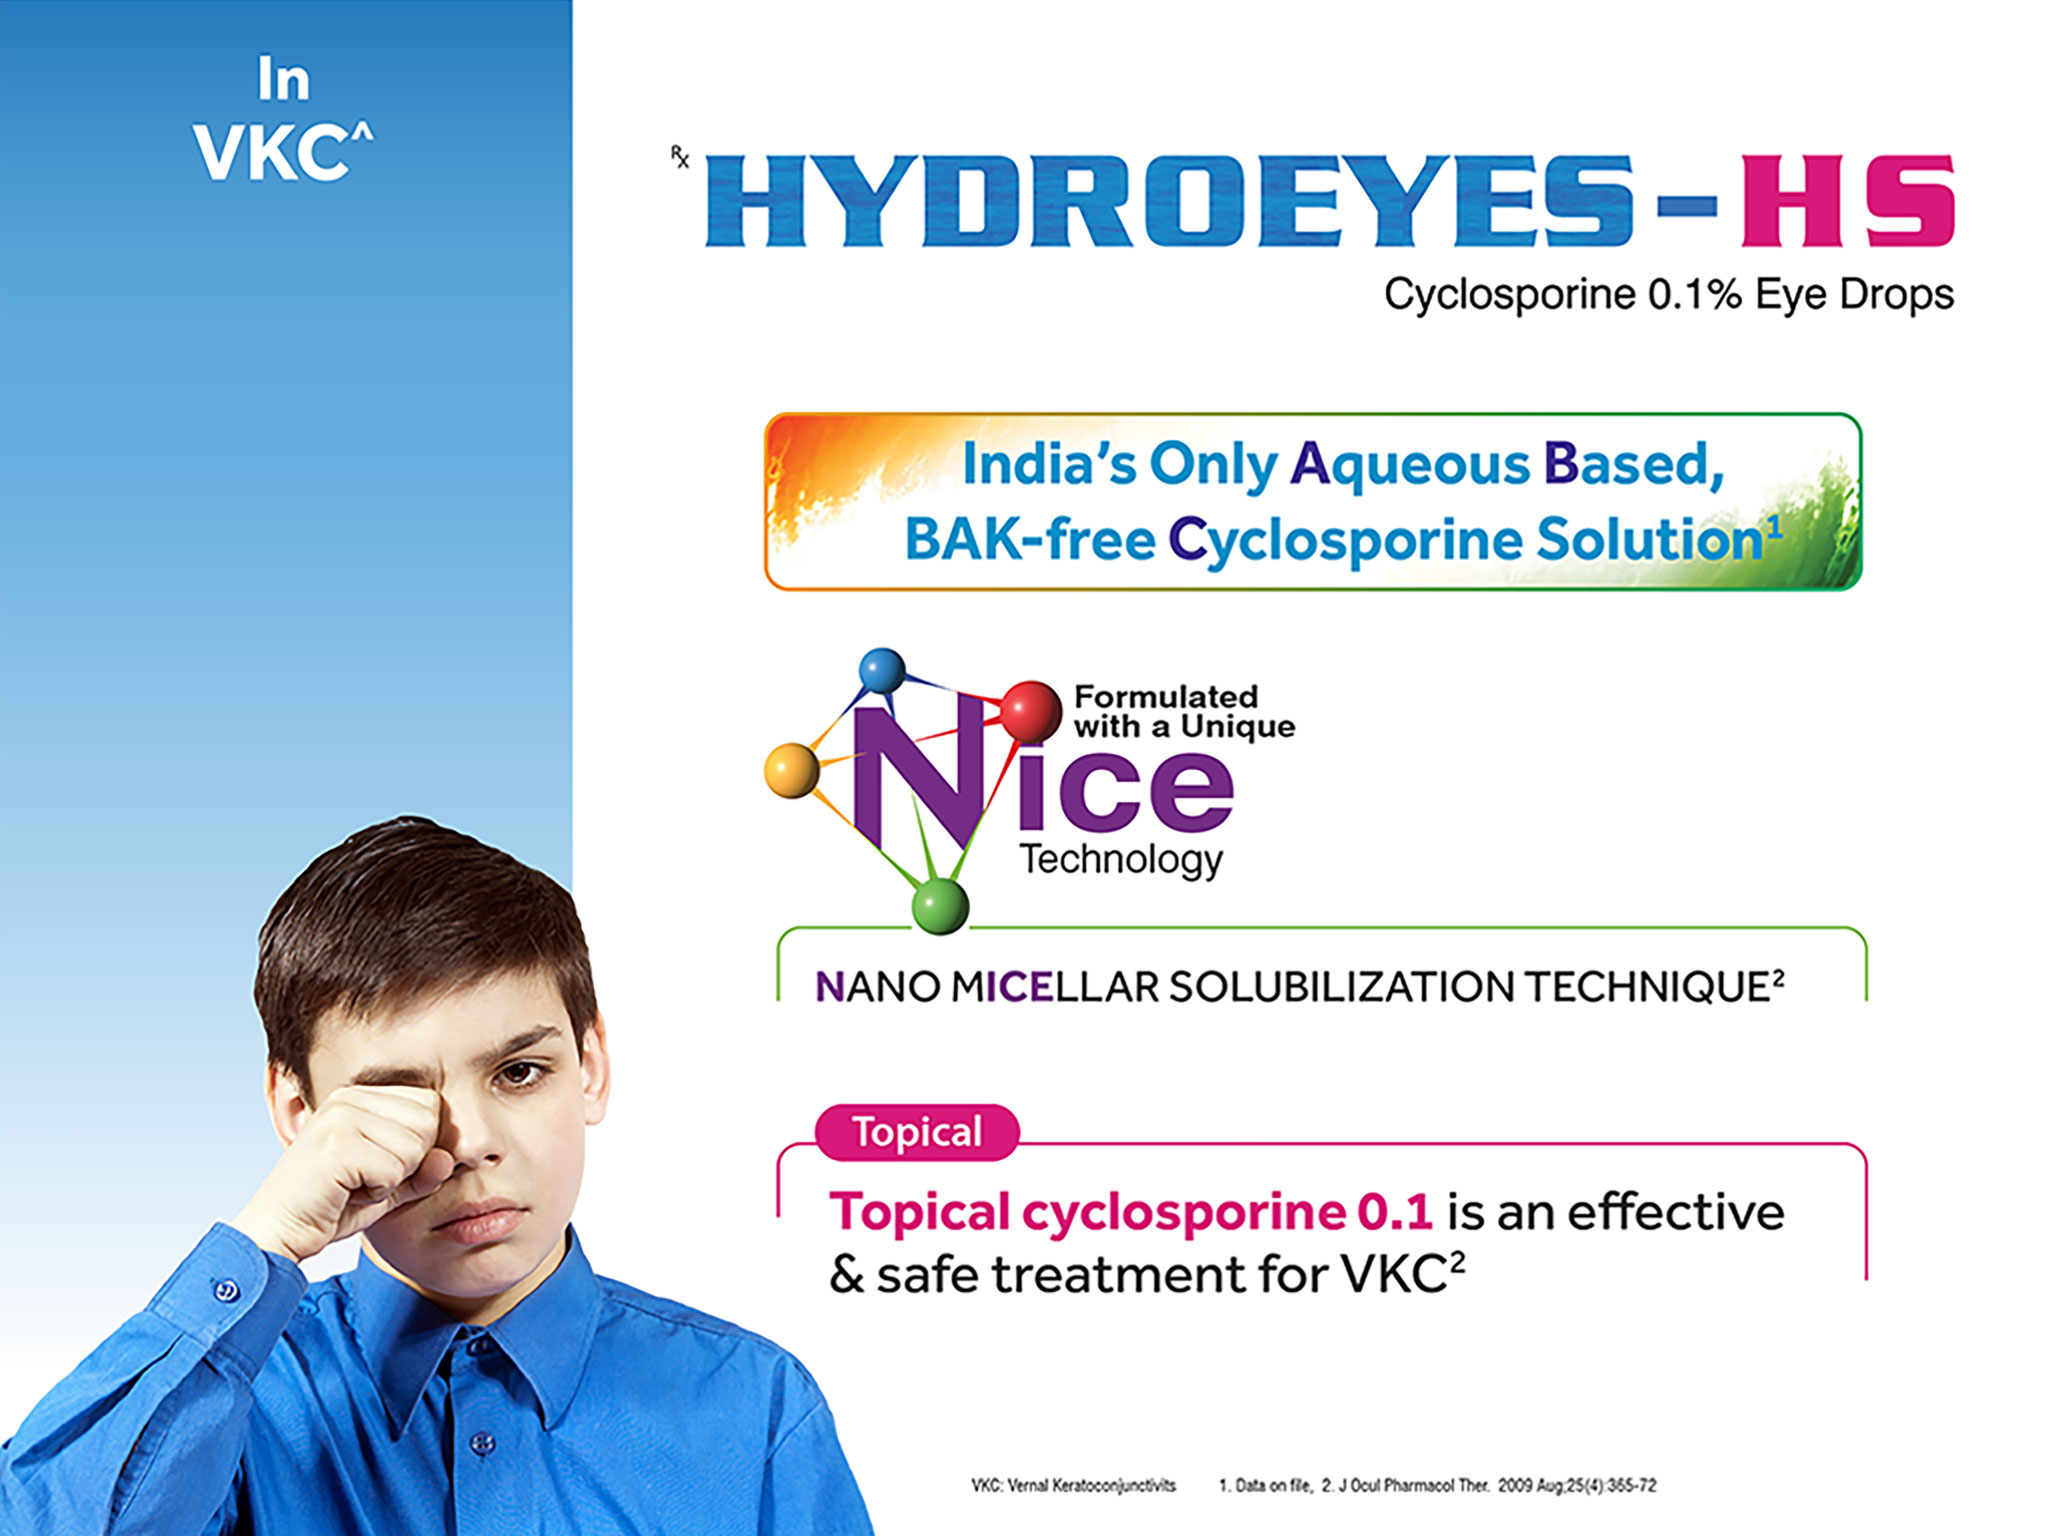 In
VKC^
Rx HYDROEYES-HS
Cyclosporine 0.1% Eye Drops
India's Only Aqueous Based,
BAK-free Cyclosporine Solution¹
Formulated
with a Unique
Nice
Technology
NANO MICELLAR SOLUBILIZATION TECHNIQUE²
Topical
Topical cyclosporine 0.1 is an effective
& safe treatment for VKC²
VKC: Vernal Keratoconjunctivits 1. Data on file, 2. J Ocul Pharmacol Ther. 2009 Aug;25(4):365-72